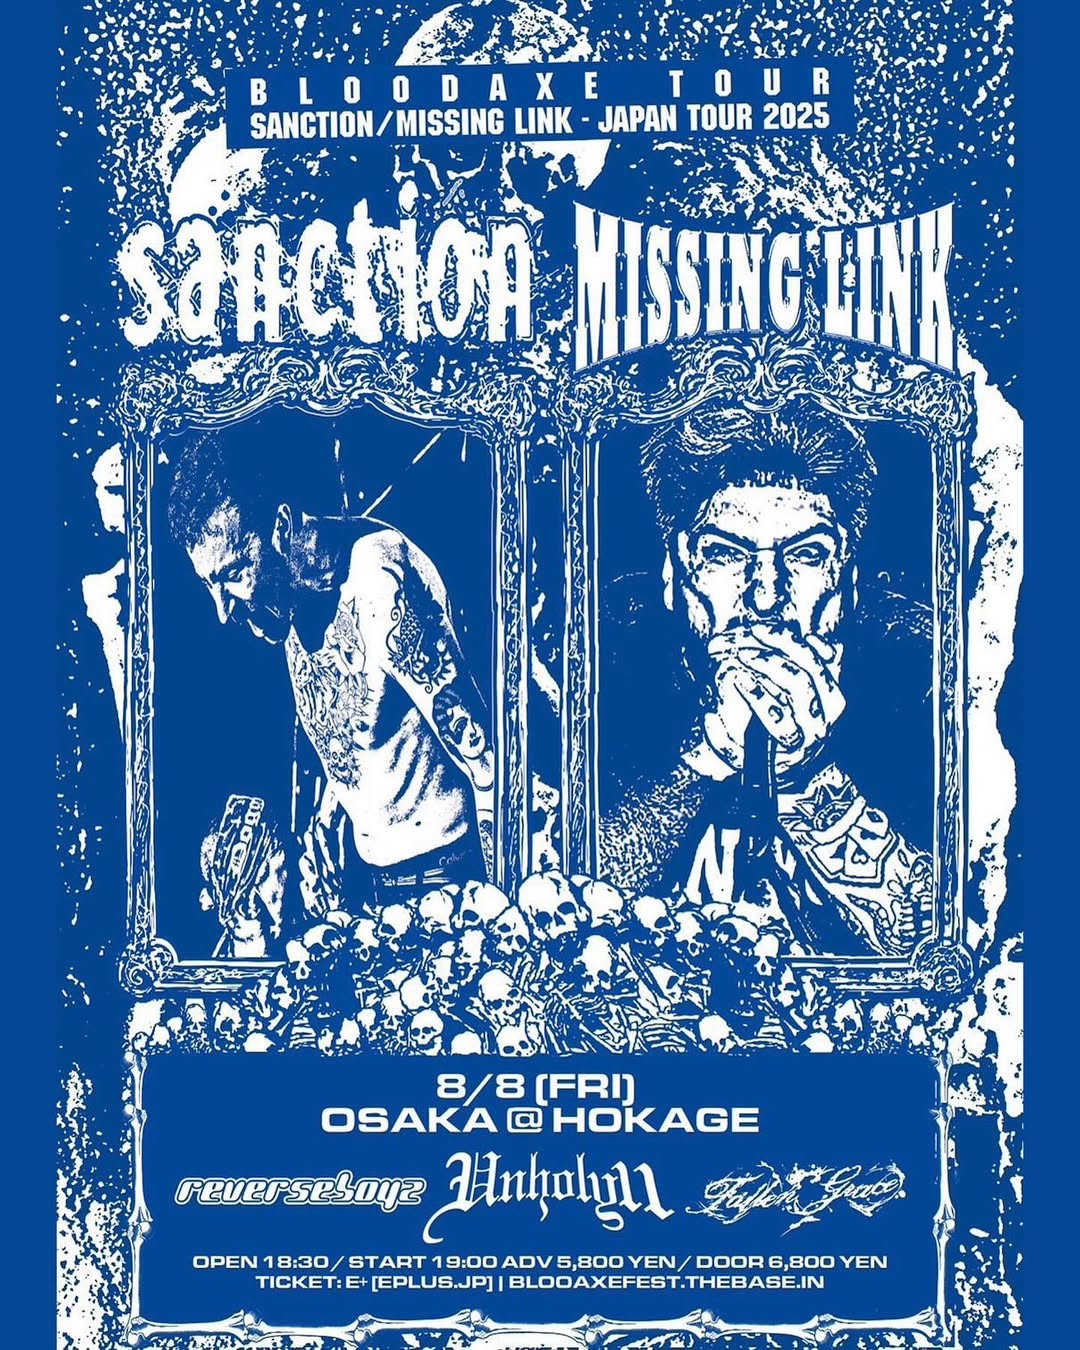 BLOODAXE TOUR
SANCTION/MISSING LINK - JAPAN TOUR 2025
sanction
MISSING LINK
N
8/8 (FRI)
OSAKA @ HOKAGE
reverseboyz
Unholy11
Fallen Grace
OPEN 18:30 / START 19:00 ADV 5,800 YEN / DOOR 6,800 YEN
TICKET: E+ [EPLUS.JP] | BLOOAXEFEST.THEBASE.IN